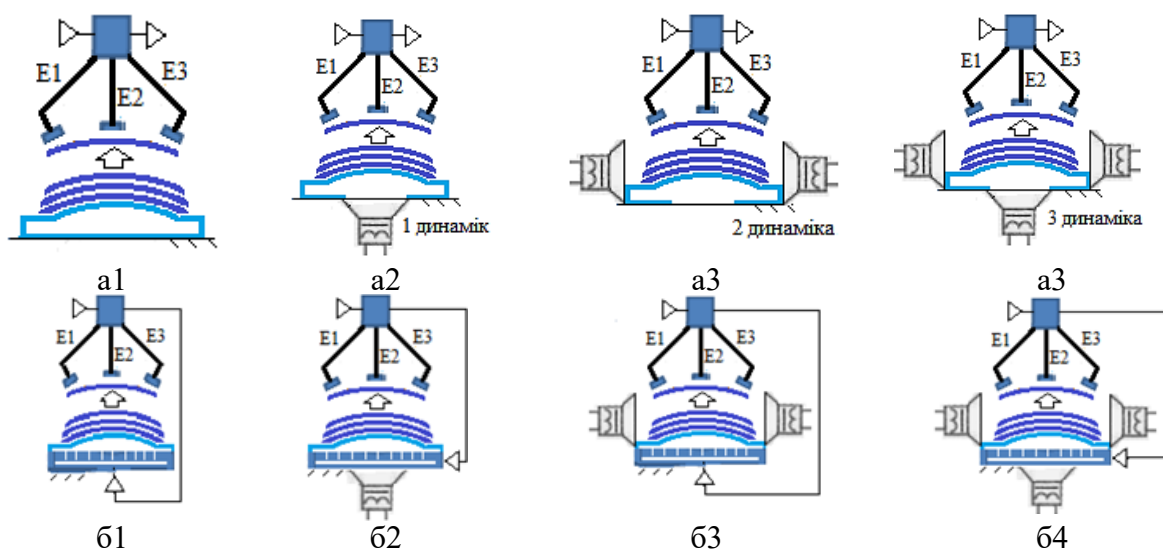 E1 E2 E3
E1 E2 E3 1 динамік
E1 E2 E3 2 динаміка
E1 E2 E3 3 динаміка
а1 а2 а3 а3
E1 E2 E3
E1 E2 E3
E1 E2 E3
E1 E2 E3
б1 б2 б3 б4